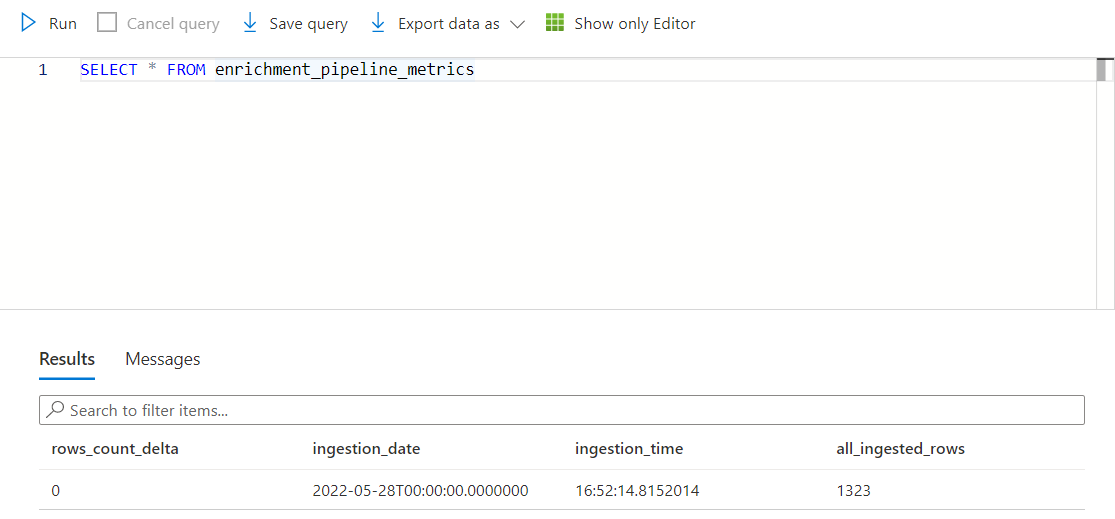 Run Cancel query Save query Export data as Show only Editor
1 SELECT * FROM enrichment_pipeline_metrics
Results Messages
Search to filter items...
rows_count_delta ingestion_date ingestion_time all_ingested_rows
0 2022-05-28T00:00:00.0000000 16:52:14.8152014 1323